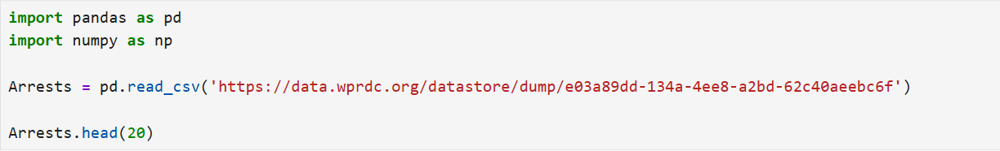 import pandas as pd
import numpy as np
Arrests = pd.read_csv('https://data.wprdc.org/datastore/dump/e03a89dd-134a-4ee8-a2bd-62c40aeebc6f')
Arrests.head(20)